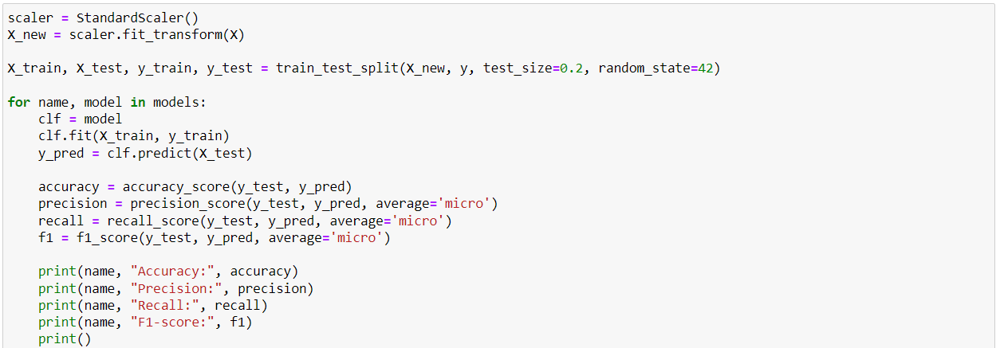 scaler = StandardScaler()
X_new = scaler.fit_transform(X)
X_train, X_test, y_train, y_test = train_test_split(X_new, y, test_size=0.2, random_state=42)
for name, model in models:
    clf = model
    clf.fit(X_train, y_train)
    y_pred = clf.predict(X_test)
    accuracy = accuracy_score(y_test, y_pred)
    precision = precision_score(y_test, y_pred, average='micro')
    recall = recall_score(y_test, y_pred, average='micro')
    f1 = f1_score(y_test, y_pred, average='micro')
    print(name, "Accuracy:", accuracy)
    print(name, "Precision:", precision)
    print(name, "Recall:", recall)
    print(name, "F1-score:", f1)
    print()